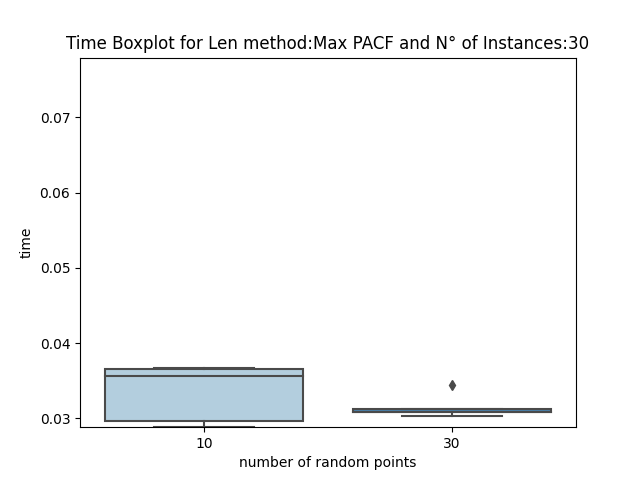 Time Boxplot for Len method:Max PACF and N° of Instances:30
0.07
0.06
0.05
0.04
0.03
time
10
30
number of random points